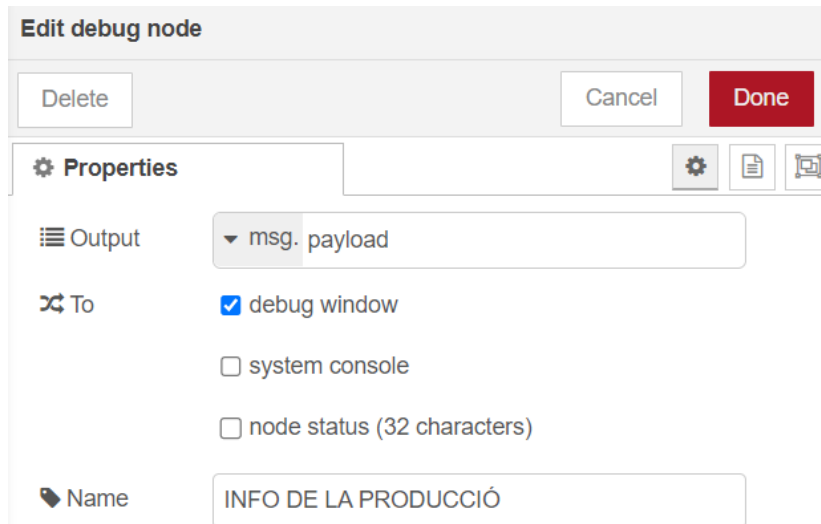 Edit debug node
Delete Cancel Done
Properties
Output msg. payload
To debug window
system console
node status (32 characters)
Name INFO DE LA PRODUCCIÓ